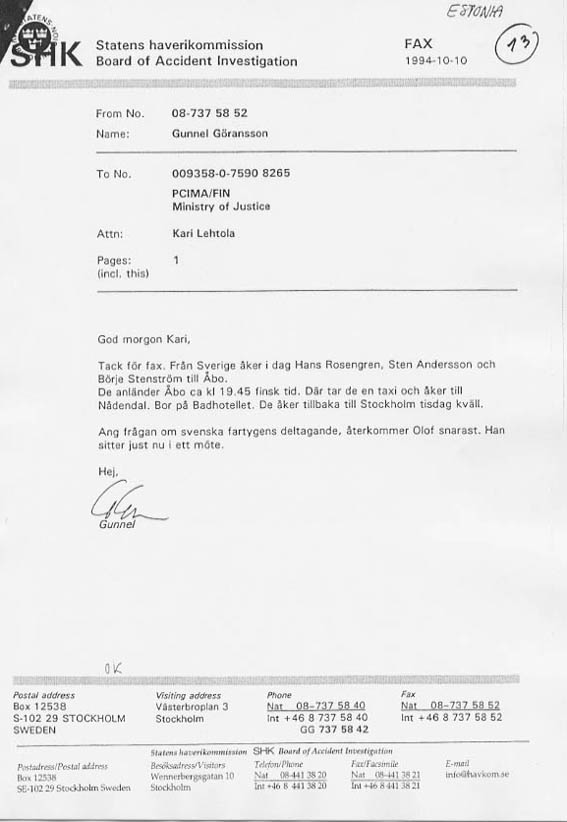 ESTONIA
13
STATENS
SHK
Statens haverikommission
Board of Accident Investigation
FAX
1994-10-10
From No. 08-737 58 52
Name: Gunnel Göransson
To No. 009358-0-7590 8265
PCIMA/FIN
Ministry of Justice
Attn: Kari Lehtola
Pages: 1
(incl. this)
God morgon Kari,
Tack för fax. Från Sverige åker i dag Hans Rosengren, Sten Andersson och
Börje Stenström till Åbo.
De anländer Åbo ca kl 19.45 finsk tid. Där tar de en taxi och åker till
Nådendal. Bor på Badhotellet. De åker tillbaka till Stockholm tisdag kväll.
Ang frågan om svenska fartygens deltagande, återkommer Olof snarast. Han
sitter just nu i ett möte.
Hej,
Gunnel
OK
Postal address Visiting address Phone Fax
Box 12538 Västerbroplan 3 Nat 08-737 58 40 Nat 08-737 58 52
S-102 29 STOCKHOLM Stockholm Int +46 8 737 58 40 Int +46 8 737 58 52
SWEDEN GG 737 58 42
Statens haverikommission SHK Board of Accident Investigation
Postadress/Postal address Besöksadress/Visitors Telefon/Phone Fax/Facsimile E-mail
Box 12538 Wennerbergsgatan 10 Nat 08-441 38 20 Nat 08-441 38 21 info@havkom.se
SE-102 29 Stockholm Sweden Stockholm Int +46 8 441 38 20 Int +46 8 441 38 21